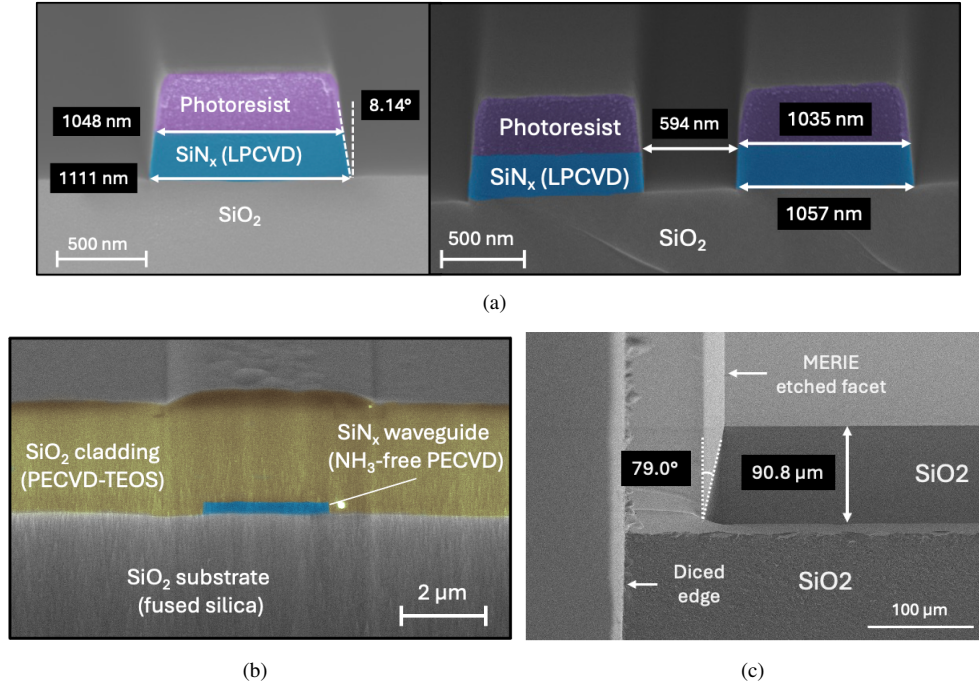 Photoresist
8.14°
1048 nm
SiNx (LPCVD)
1111 nm
SiO2
500 nm
Photoresist
594 nm
1035 nm
SiNx (LPCVD)
1057 nm
500 nm
SiO2
(a)
SiO2 cladding
(PECVD-TEOS)
SiNx waveguide
(NH3-free PECVD)
SiO2 substrate
(fused silica)
2 μm
(b)
MERIE
etched facet
79.0°
90.8 μm
SiO2
Diced
edge
SiO2
100 μm
(c)